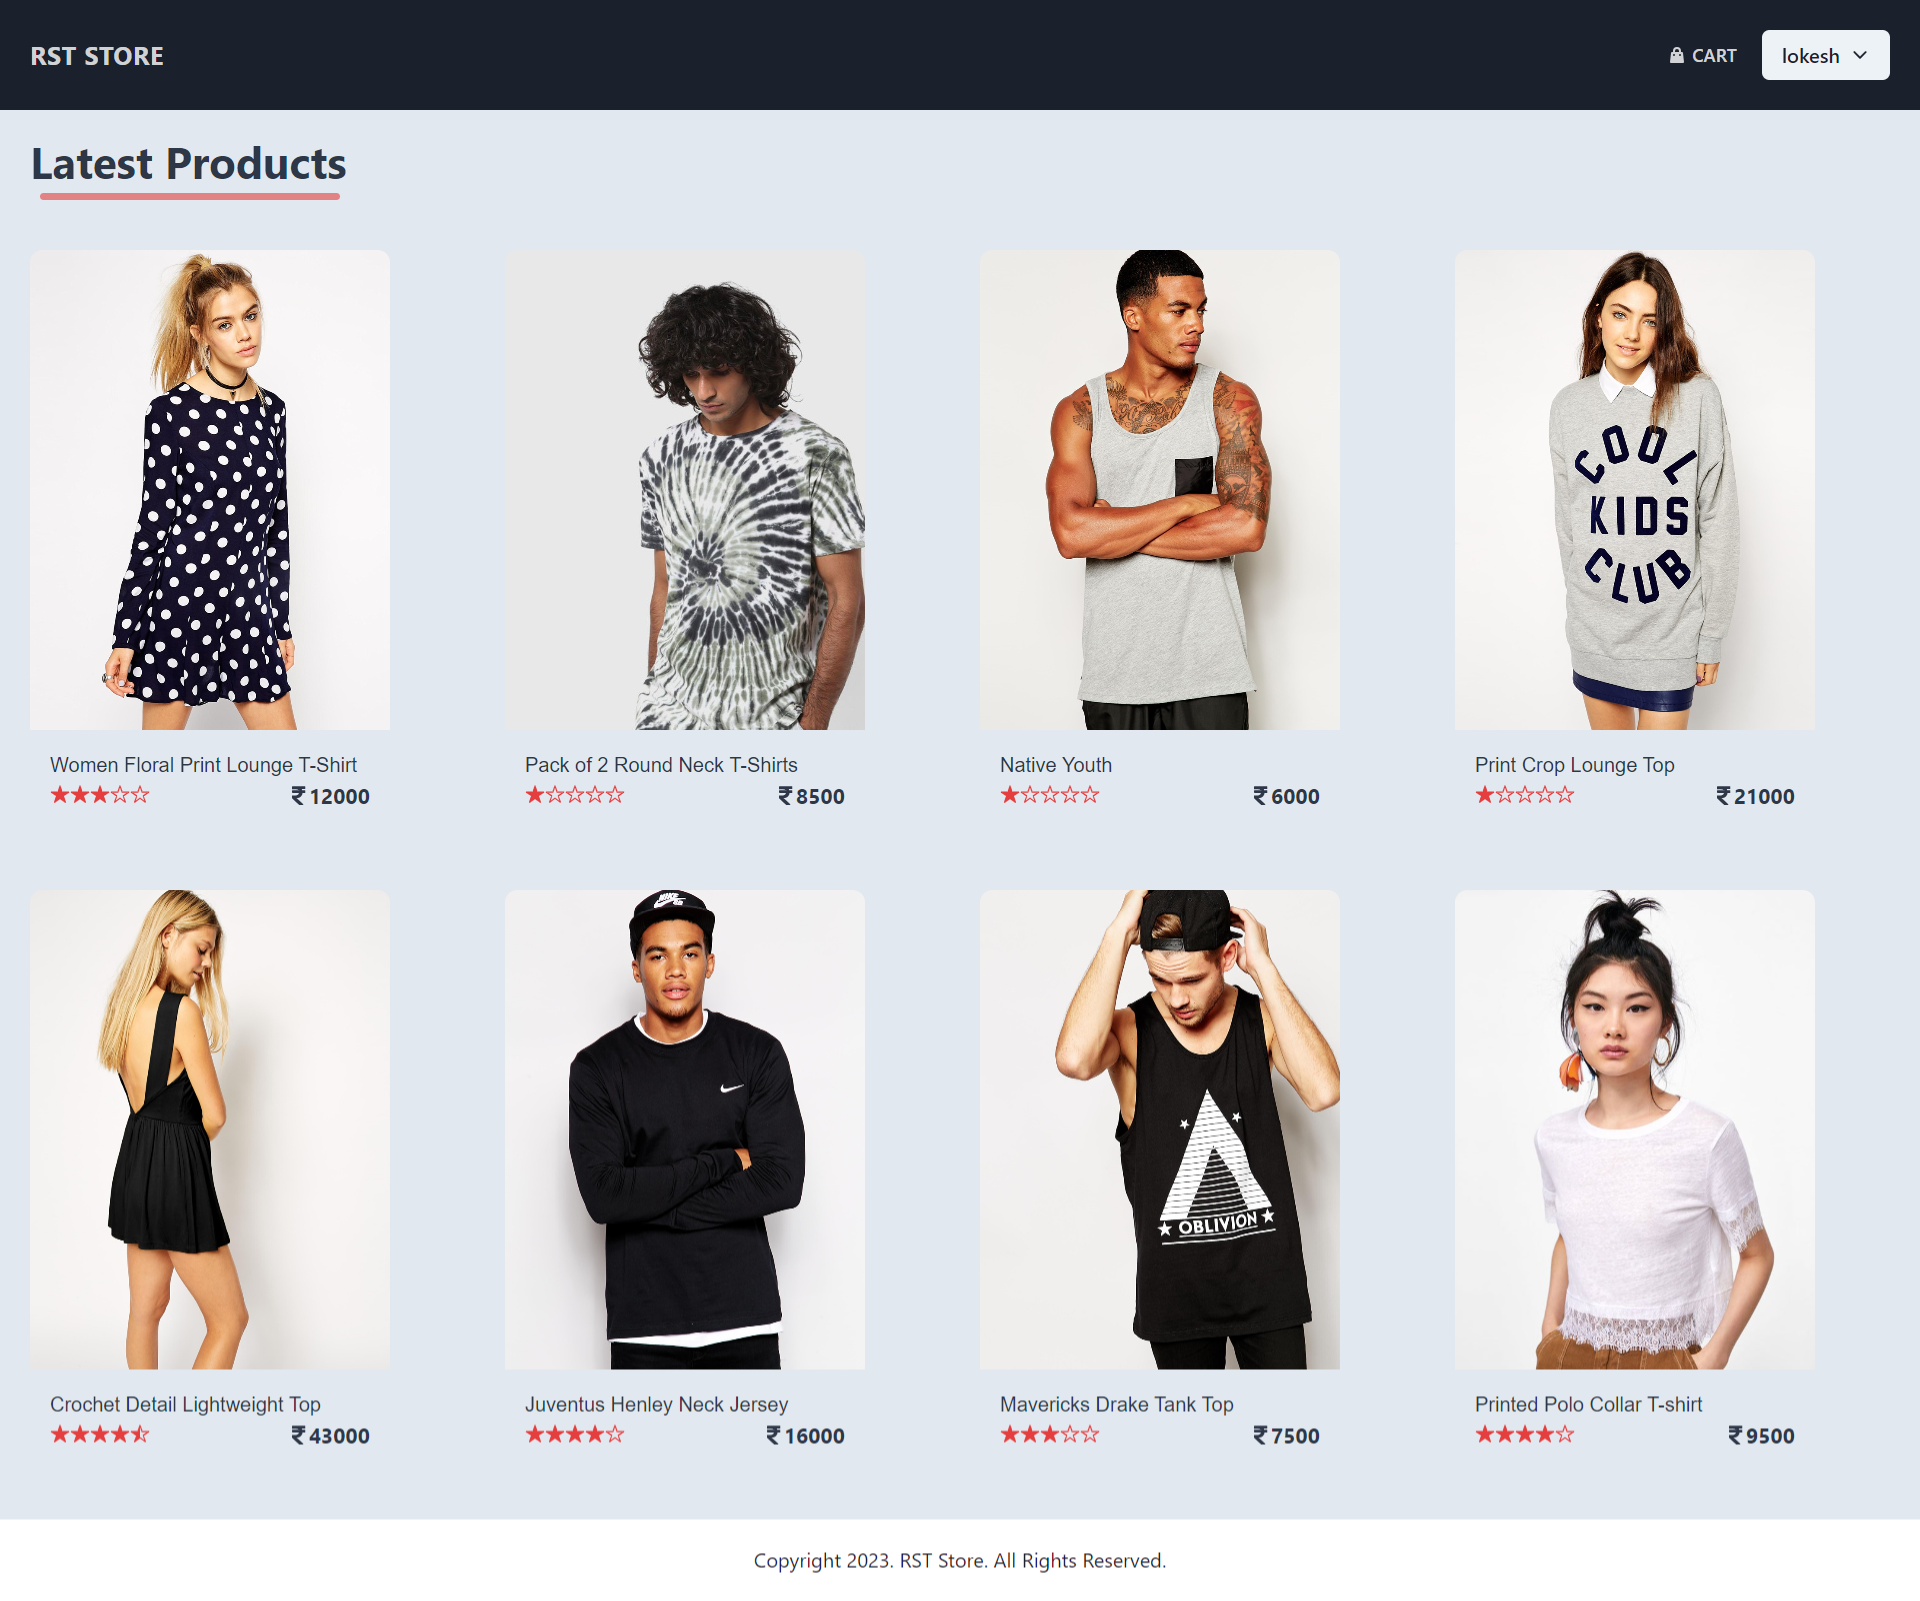 RST STORE
CART
lokesh
Latest Products
COOL
KIDS
CLUB
Women Floral Print Lounge T-Shirt
₹ 12000
Pack of 2 Round Neck T-Shirts
₹ 8500
Native Youth
₹ 6000
Print Crop Lounge Top
₹ 21000
NIKE
SB
OBLIVION
Crochet Detail Lightweight Top
₹ 43000
Juventus Henley Neck Jersey
₹ 16000
Mavericks Drake Tank Top
₹ 7500
Printed Polo Collar T-shirt
₹ 9500
Copyright 2023. RST Store. All Rights Reserved.